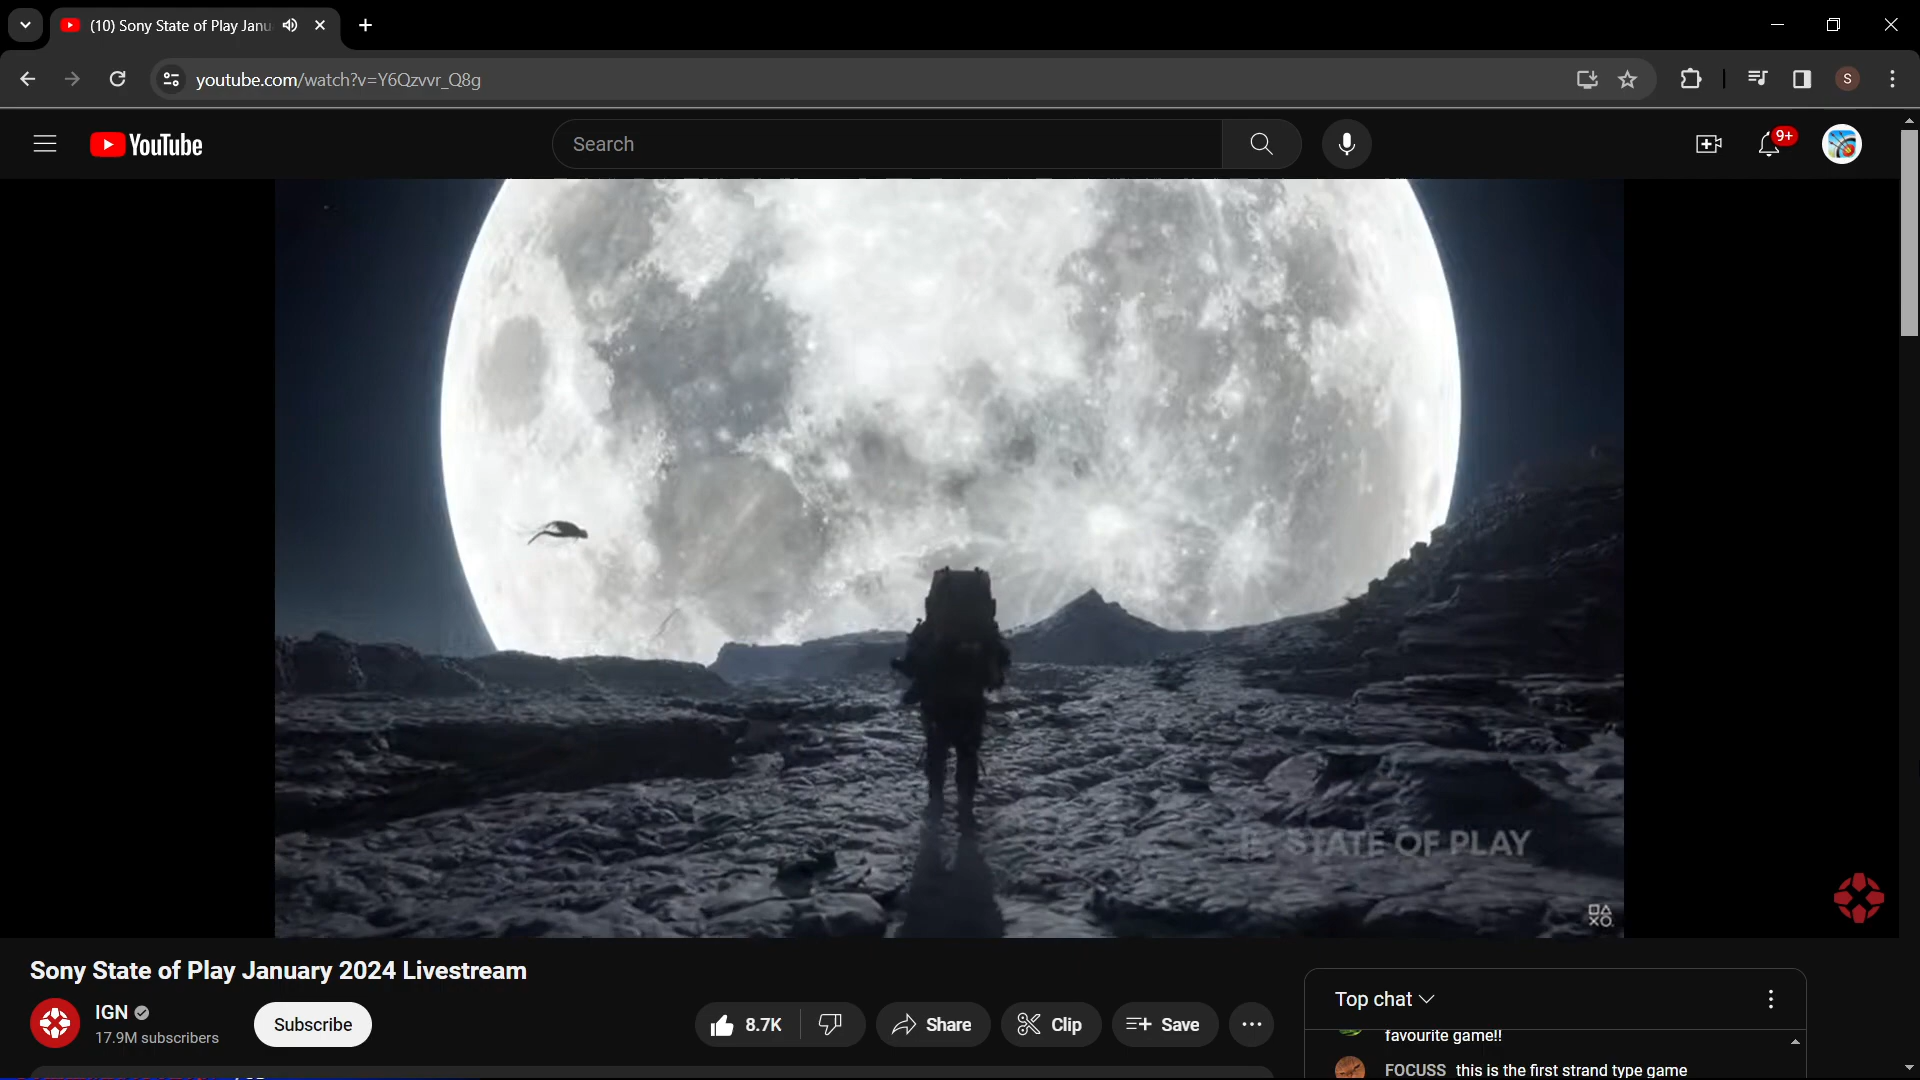 (10) Sony State of Play Janu
youtube.com/watch?v=Y6Qzvvr_Q8g
S
YouTube
Search
9+
STATE OF PLAY
Sony State of Play January 2024 Livestream
IGN
17.9M subscribers
Subscribe
8.7K
Share
Clip
Save
Top chat
favourite game!!
FOCUSS this is the first strand type game